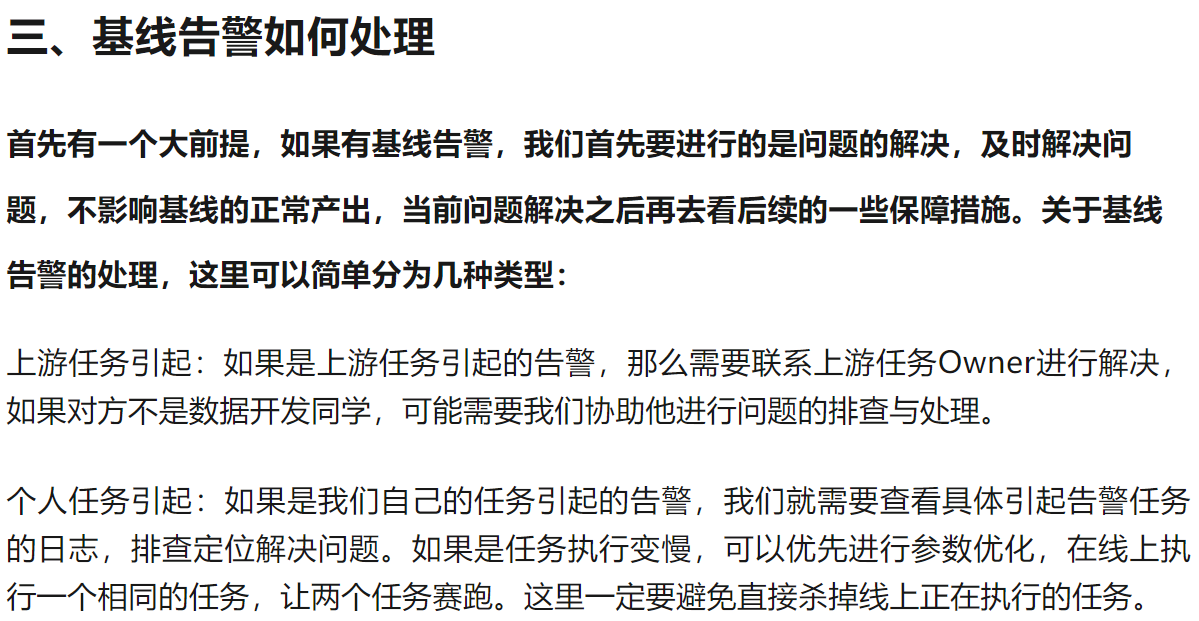 三、基线告警如何处理
首先有一个大前提，如果有基线告警，我们首先要进行的是问题的解决，及时解决问
题，不影响基线的正常产出，当前问题解决之后再去看后续的一些保障措施。关于基线
告警的处理，这里可以简单分为几种类型：
上游任务引起：如果是上游任务引起的告警，那么需要联系上游任务Owner进行解决，
如果对方不是数据开发同学，可能需要我们协助他进行问题的排查与处理。
个人任务引起：如果是我们自己的任务引起的告警，我们就需要查看具体引起告警任务
的日志，排查定位解决问题。如果是任务执行变慢，可以优先进行参数优化，在线上执
行一个相同的任务，让两个任务赛跑。这里一定要避免直接杀掉线上正在执行的任务。